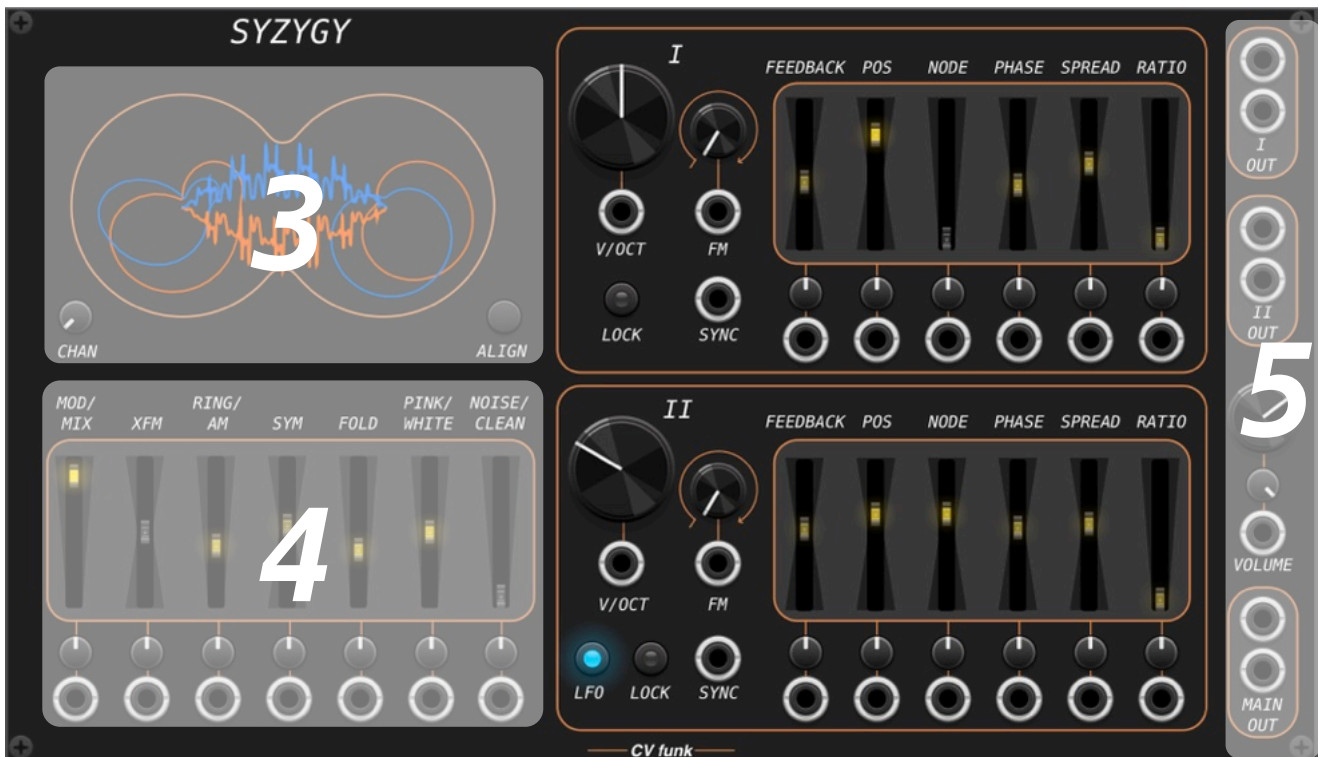 SYZYGY
3
CHAN
ALIGN
MOD/ RING/ PINK/ NOISE/
MIX XFM AM SYM FOLD WHITE CLEAN
4
I
FEEDBACK POS NODE PHASE SPREAD RATIO
V/OCT FM
LOCK SYNC
II
FEEDBACK POS NODE PHASE SPREAD RATIO
V/OCT FM
LFO LOCK SYNC
CV funk
I
OUT
II
OUT
5
VOLUME
MAIN
OUT